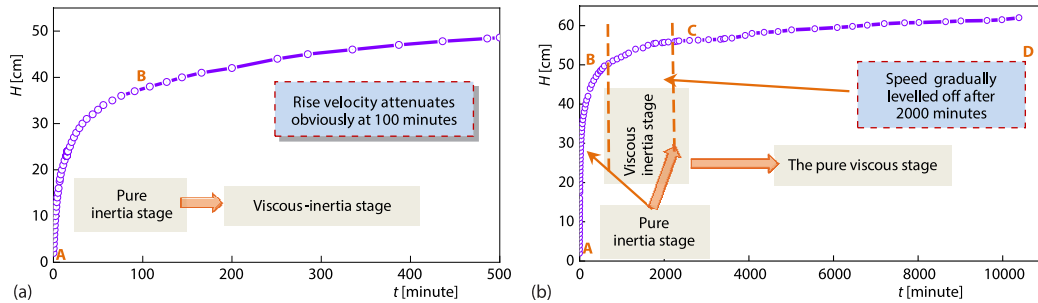 H [cm]
50
40
30
20
10
0
B
A
Rise velocity attenuates
obviously at 100 minutes
Pure
inertia stage
Viscous-inertia stage
0
100
200
300
400
500
(a)
t [minute]
H [cm]
60
50
40
30
20
10
0
B
C
D
A
Viscous
inertia stage
Speed gradually
levelled off after
2000 minutes
The pure viscous stage
Pure
inertia stage
0
2000
4000
6000
8000
10000
(b)
t [minute]